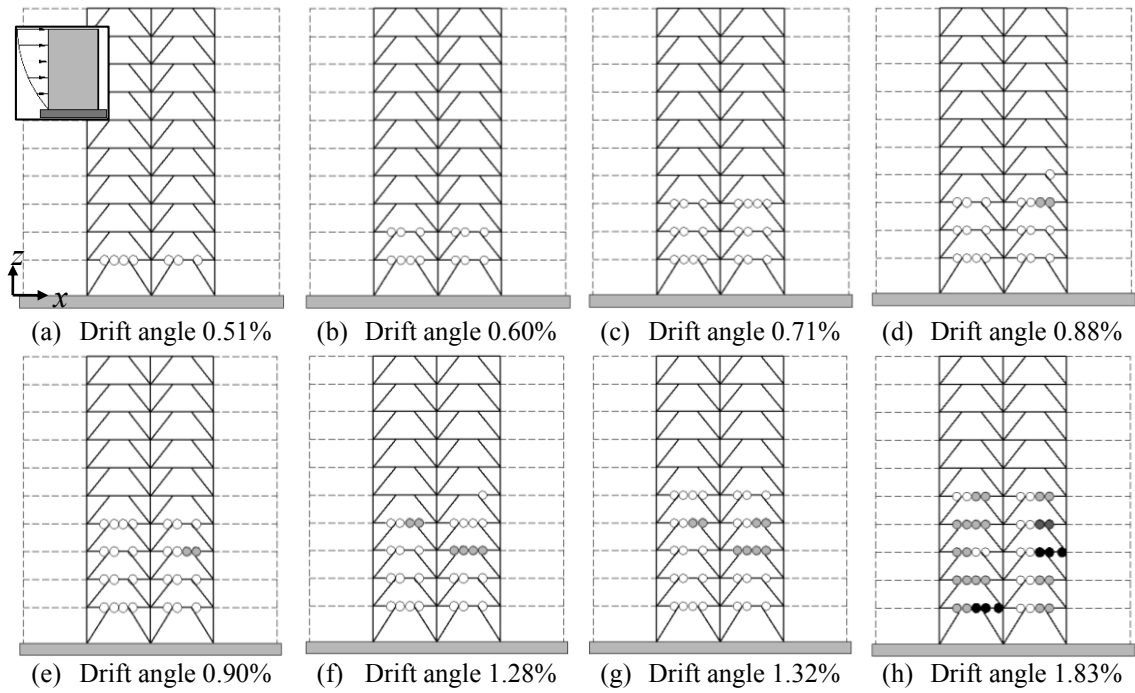 z
x
(a) Drift angle 0.51%
(b) Drift angle 0.60%
(c) Drift angle 0.71%
(d) Drift angle 0.88%
(e) Drift angle 0.90%
(f) Drift angle 1.28%
(g) Drift angle 1.32%
(h) Drift angle 1.83%